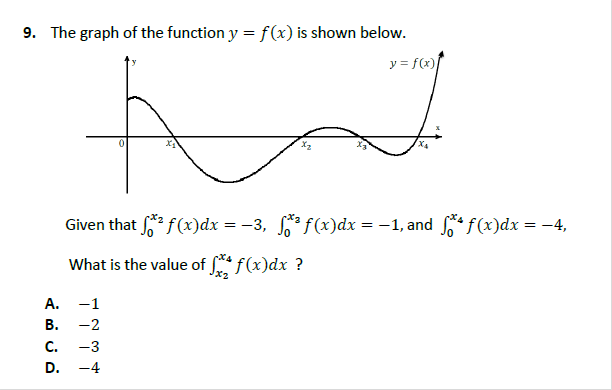 9. The graph of the function y = f(x) is shown below.
y
y = f(x)
x
0 x₁ x₂ x₃ x₄
Given that ∫₀^x₂ f(x)dx = −3, ∫₀^x₃ f(x)dx = −1, and ∫₀^x₄ f(x)dx = −4,
What is the value of ∫_x₂^x₄ f(x)dx ?
A. −1
B. −2
C. −3
D. −4